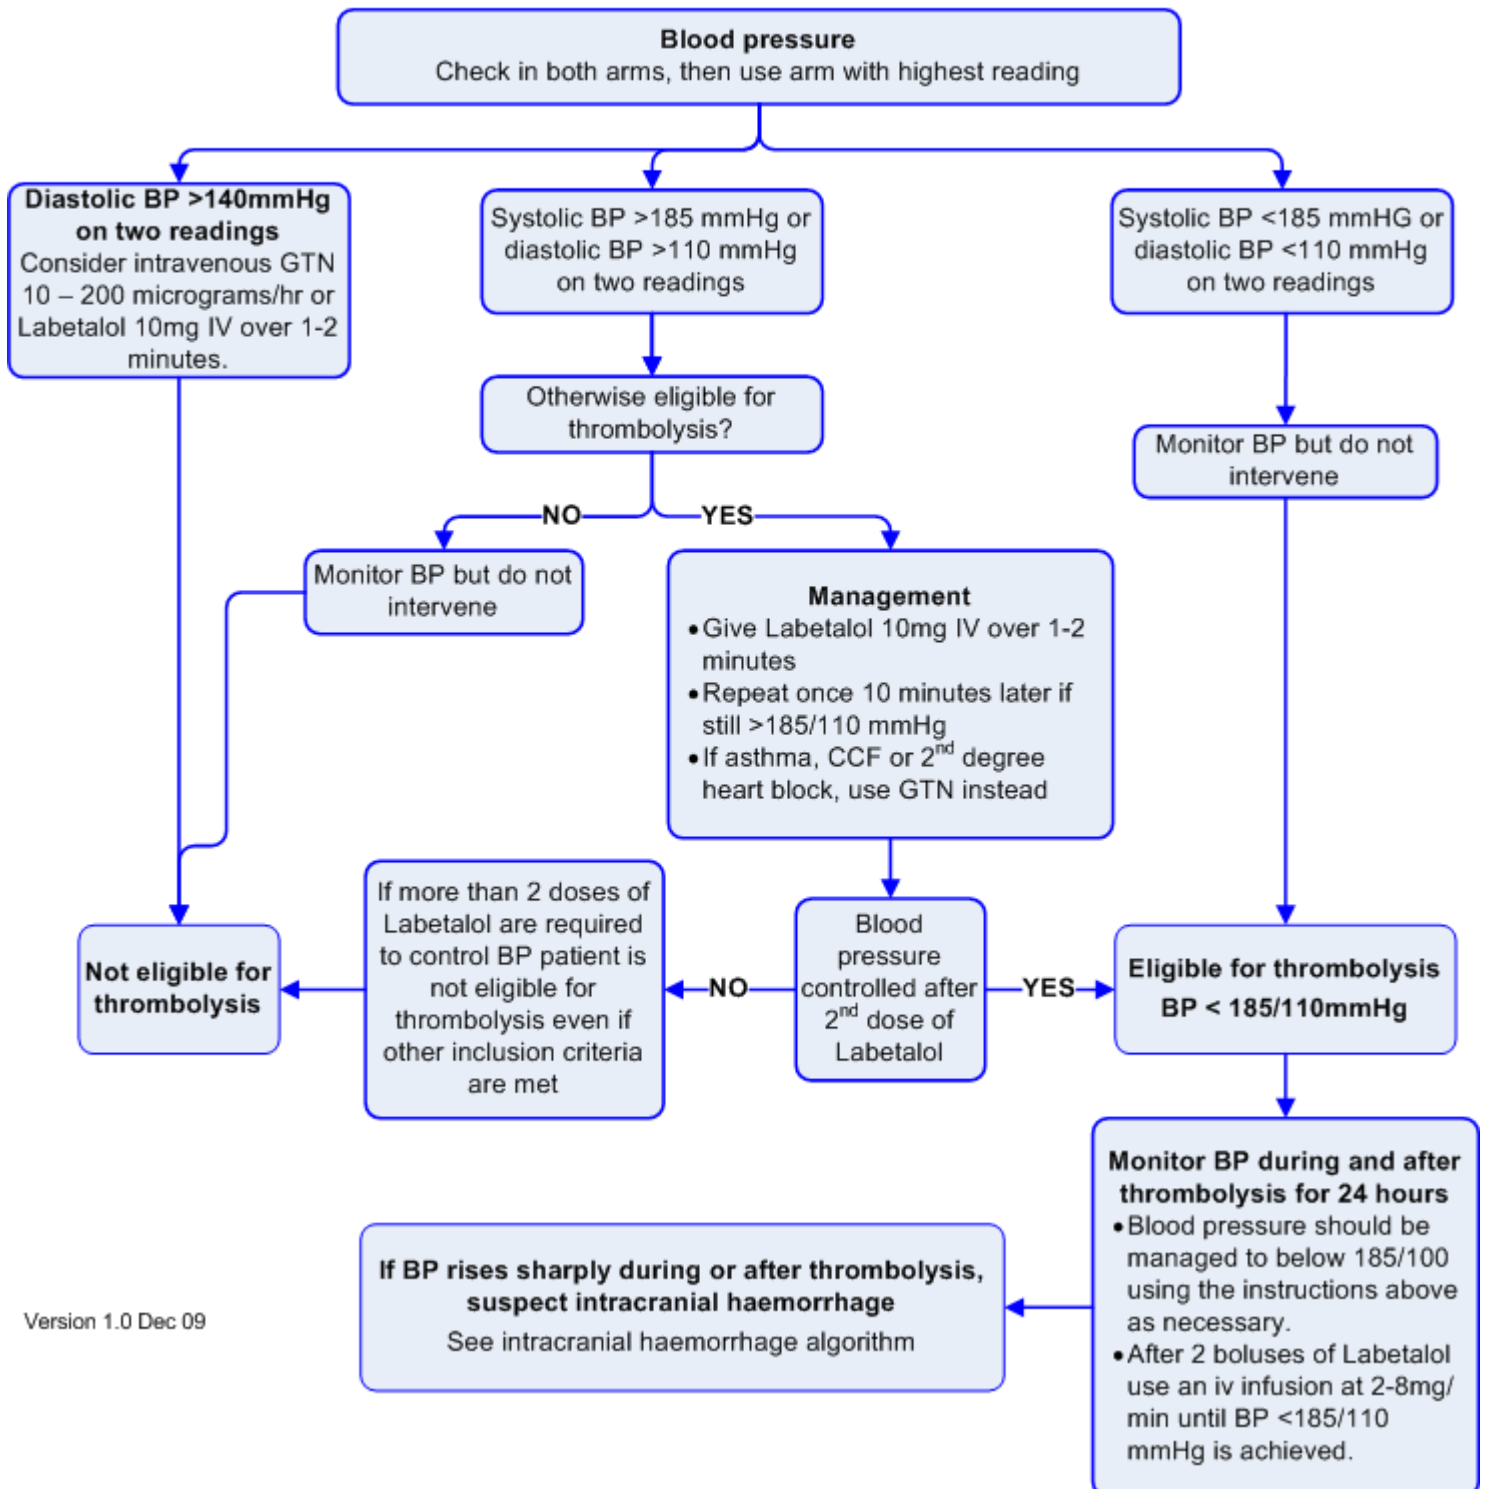 Blood pressure
Check in both arms, then use arm with highest reading
Diastolic BP >140mmHg
on two readings
Consider intravenous GTN
10 – 200 micrograms/hr or
Labetalol 10mg IV over 1-2
minutes.
Systolic BP >185 mmHg or
diastolic BP >110 mmHg
on two readings
Systolic BP <185 mmHG or
diastolic BP <110 mmHg
on two readings
Otherwise eligible for
thrombolysis?
Monitor BP but do not
intervene
NO
YES
Monitor BP but do not
intervene
Management
•Give Labetalol 10mg IV over 1-2
minutes
•Repeat once 10 minutes later if
still >185/110 mmHg
•If asthma, CCF or 2nd degree
heart block, use GTN instead
If more than 2 doses of
Labetalol are required
to control BP patient is
not eligible for
thrombolysis even if
other inclusion criteria
are met
Blood
pressure
controlled after
2nd dose of
Labetalol
Not eligible for
thrombolysis
NO
YES
Eligible for thrombolysis
BP < 185/110mmHg
Monitor BP during and after
thrombolysis for 24 hours
•Blood pressure should be
managed to below 185/100
using the instructions above
as necessary.
•After 2 boluses of Labetalol
use an iv infusion at 2-8mg/
min until BP <185/110
mmHg is achieved.
If BP rises sharply during or after thrombolysis,
suspect intracranial haemorrhage
See intracranial haemorrhage algorithm
Version 1.0 Dec 09